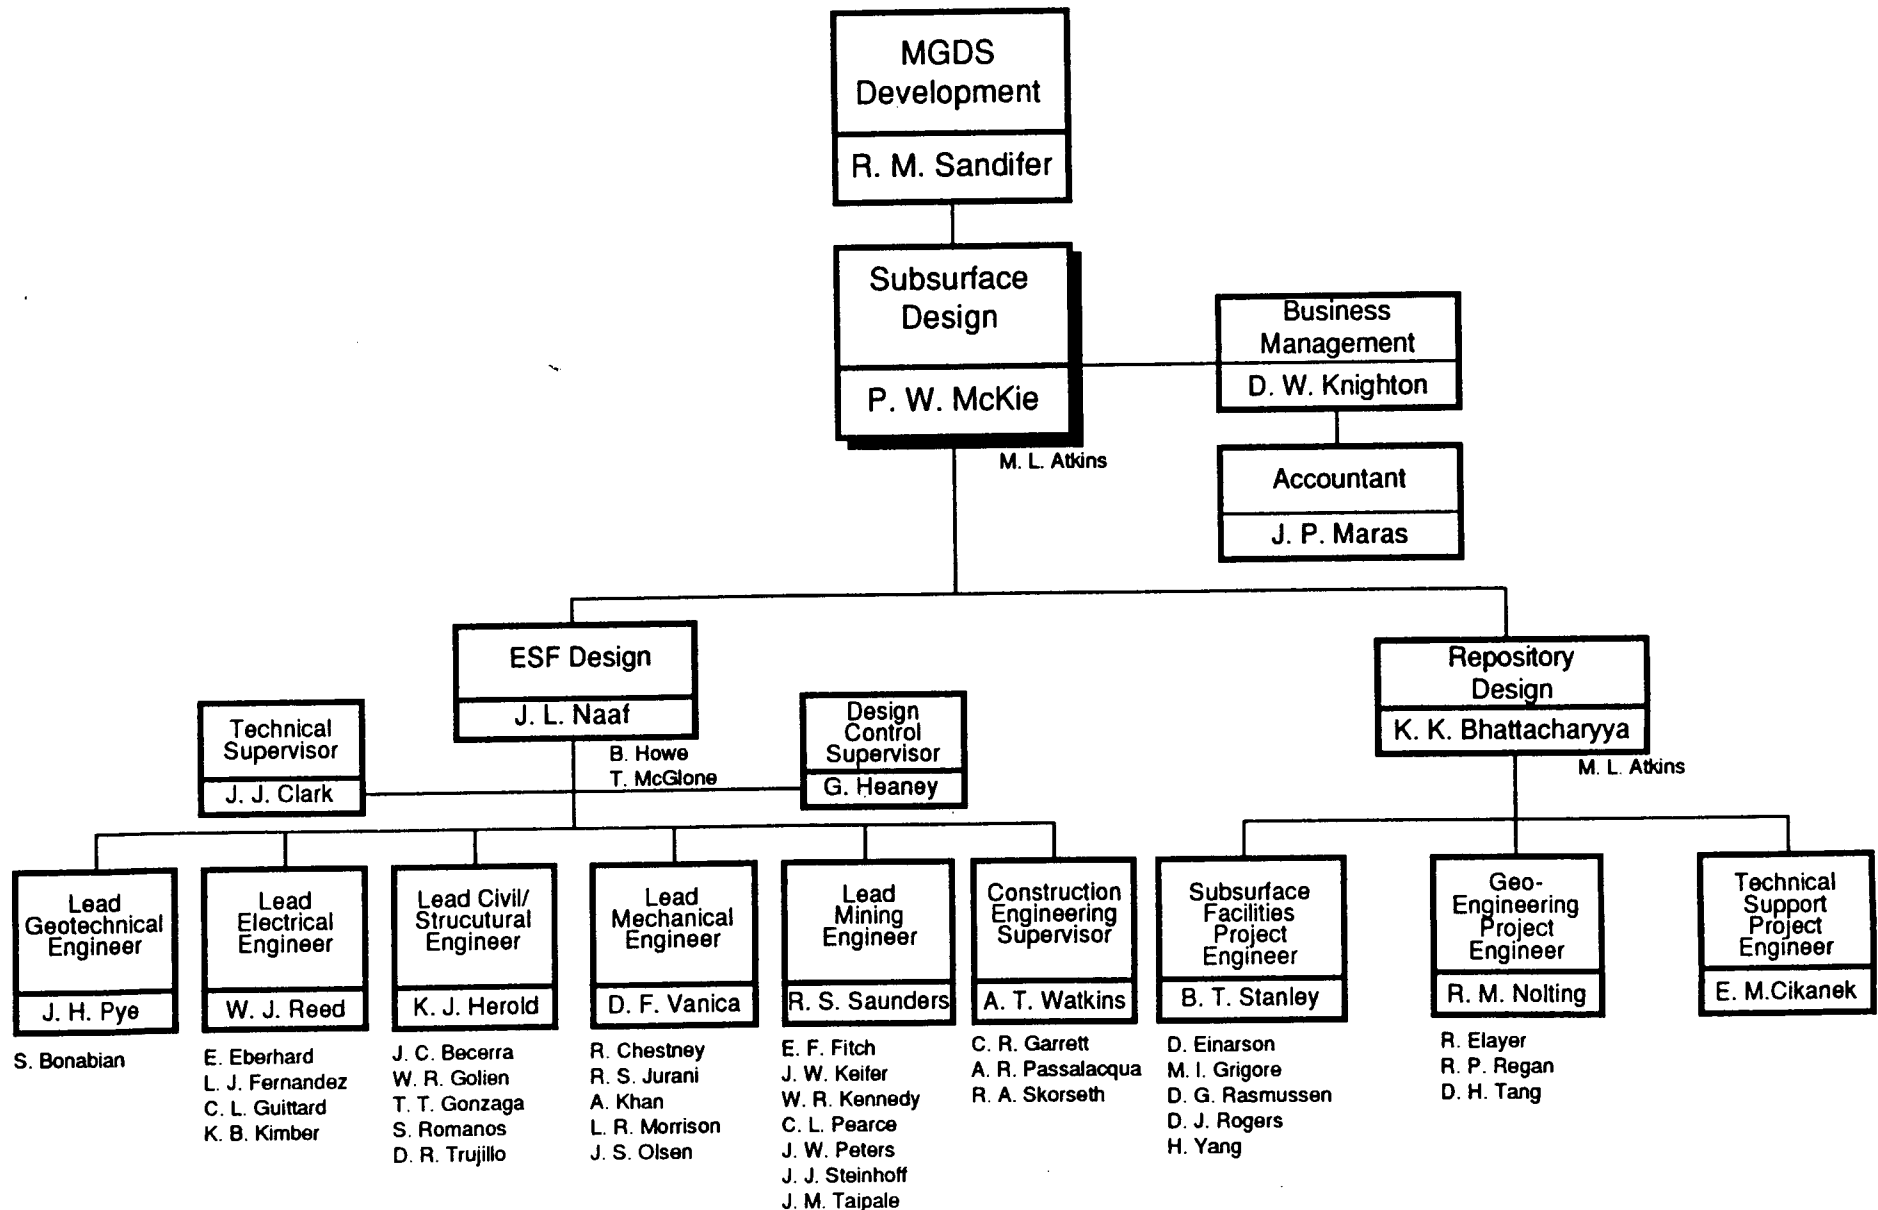 MGDS
Development
R. M. Sandifer
Subsurface
Design
P. W. McKie
M. L. Atkins
Business
Management
D. W. Knighton
Accountant
J. P. Maras
ESF Design
J. L. Naaf
B. Howe
T. McGlone
Technical
Supervisor
J. J. Clark
Design
Control
Supervisor
G. Heaney
Repository
Design
K. K. Bhattacharyya
M. L. Atkins
Lead
Geotechnical
Engineer
J. H. Pye
S. Bonabian
Lead
Electrical
Engineer
W. J. Reed
E. Eberhard
L. J. Fernandez
C. L. Guittard
K. B. Kimber
Lead Civil/
Strucutural
Engineer
K. J. Herold
J. C. Becerra
W. R. Golien
T. T. Gonzaga
S. Romanos
D. R. Trujillo
Lead
Mechanical
Engineer
D. F. Vanica
R. Chestney
R. S. Jurani
A. Khan
L. R. Morrison
J. S. Olsen
Lead
Mining
Engineer
R. S. Saunders
E. F. Fitch
J. W. Keifer
W. R. Kennedy
C. L. Pearce
J. W. Peters
J. J. Steinhoff
J. M. Taipale
Construction
Engineering
Supervisor
A. T. Watkins
C. R. Garrett
A. R. Passalacqua
R. A. Skorseth
Subsurface
Facilities
Project
Engineer
B. T. Stanley
D. Einarson
M. I. Grigore
D. G. Rasmussen
D. J. Rogers
H. Yang
Geo-
Engineering
Project
Engineer
R. M. Nolting
R. Elayer
R. P. Regan
D. H. Tang
Technical
Support
Project
Engineer
E. M.Cikanek